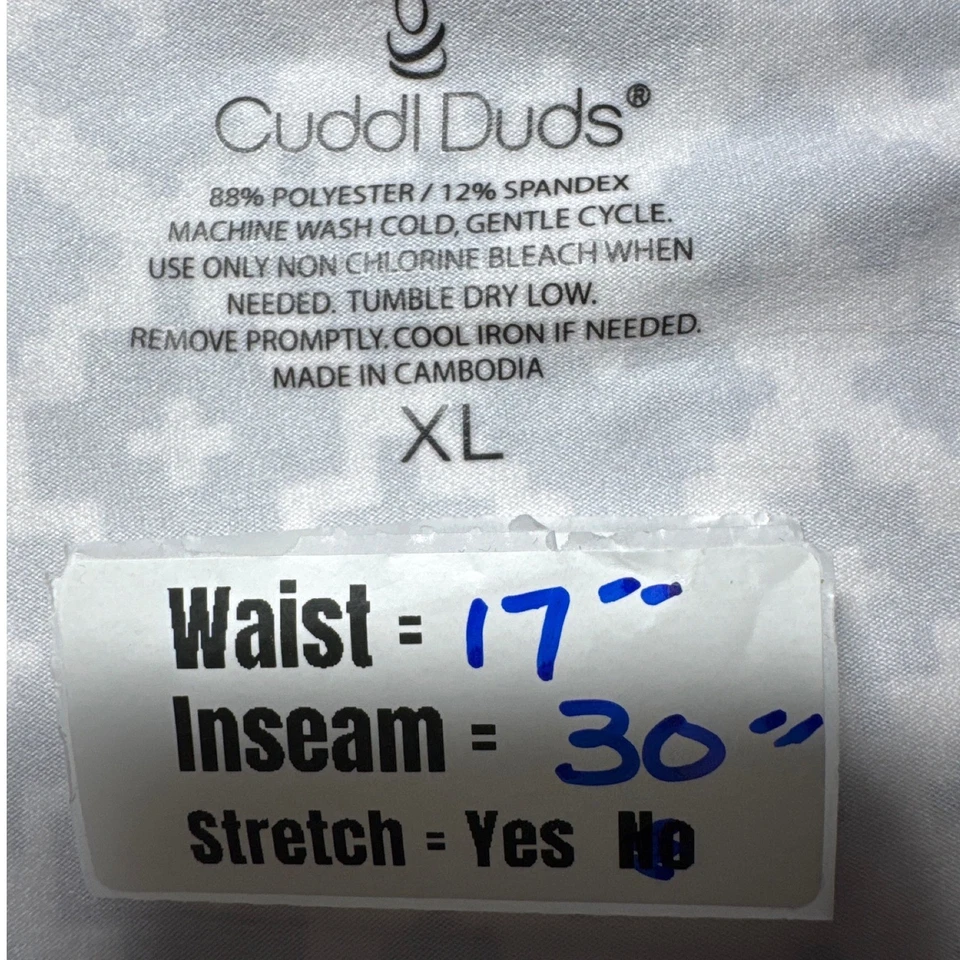 Cuddl Duds®
88% POLYESTER / 12% SPANDEX
MACHINE WASH COLD, GENTLE CYCLE.
USE ONLY NON CHLORINE BLEACH WHEN
NEEDED. TUMBLE DRY LOW.
REMOVE PROMPTLY. COOL IRON IF NEEDED.
MADE IN CAMBODIA
XL
Waist = 17"
Inseam = 30"
Stretch = Yes No